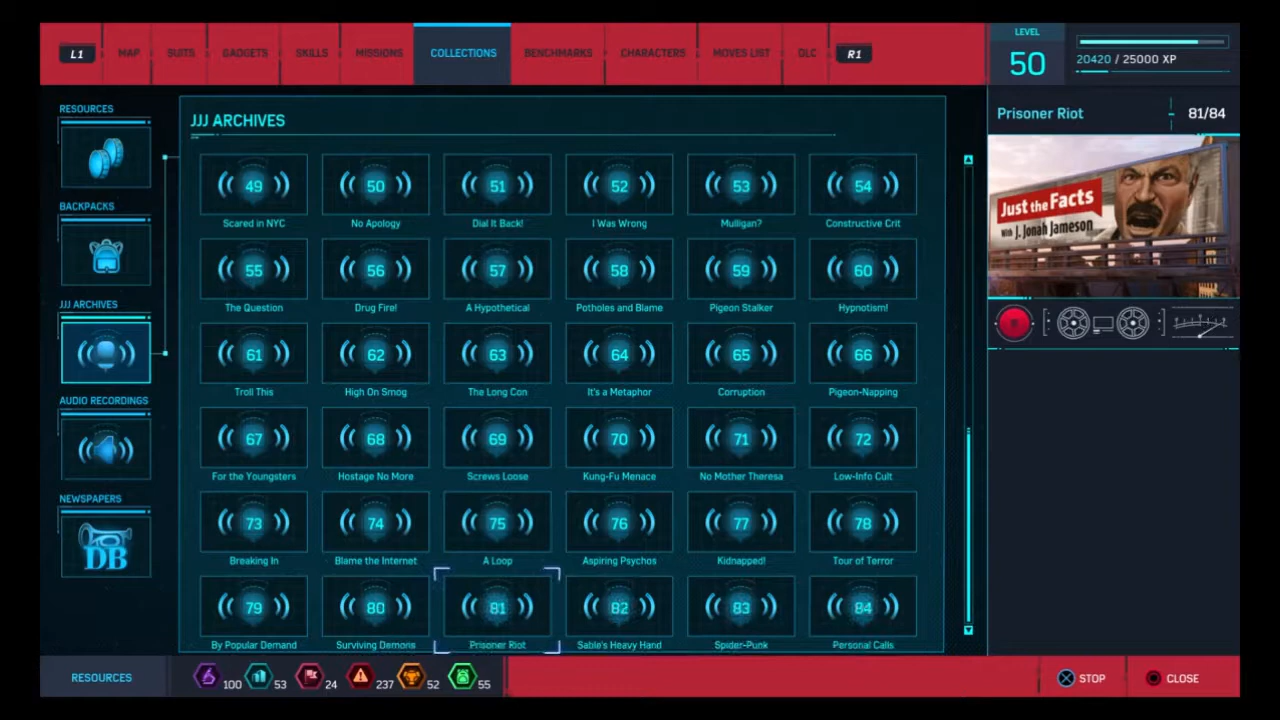 L1 MAP SUITS GADGETS SKILLS MISSIONS COLLECTIONS BENCHMARKS CHARACTERS MOVES LIST DLC R1
LEVEL
50
20420 / 25000 XP
RESOURCES
BACKPACKS
JJJ ARCHIVES
AUDIO RECORDINGS
NEWSPAPERS
DB
JJJ ARCHIVES
49 50 51 52 53 54
Scared in NYC No Apology Dial It Back! I Was Wrong Mulligan? Constructive Crit
55 56 57 58 59 60
The Question Drug Fire! A Hypothetical Potholes and Blame Pigeon Stalker Hypnotism!
61 62 63 64 65 66
Troll This High On Smog The Long Con It's a Metaphor Corruption Pigeon-Napping
67 68 69 70 71 72
For the Youngsters Hostage No More Screws Loose Kung-Fu Menace No Mother Theresa Low-Info Cult
73 74 75 76 77 78
Breaking In Blame the Internet A Loop Aspiring Psychos Kidnapped! Tour of Terror
79 80 81 82 83 84
By Popular Demand Surviving Demons Prisoner Riot Sable's Heavy Hand Spider-Punk Personal Calls
Prisoner Riot 81/84
Just the Facts
With J. Jonah Jameson
RESOURCES 100 53 24 237 52 55
STOP CLOSE